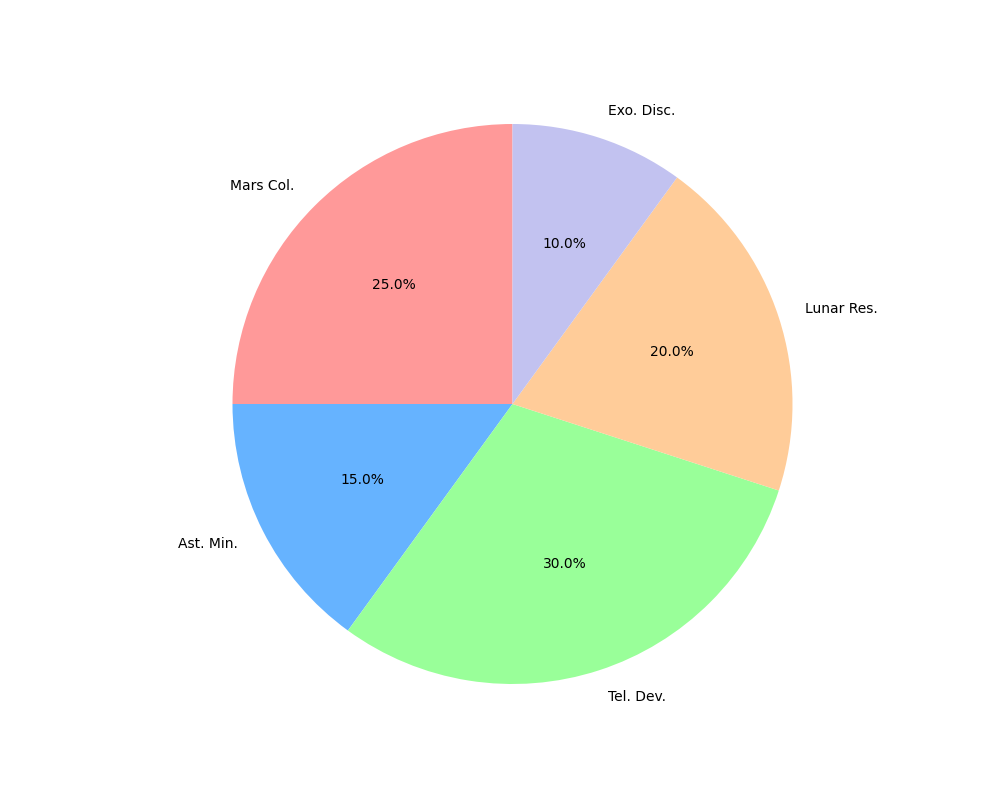 Exo. Disc.
Mars Col.
10.0%
25.0%
Lunar Res.
20.0%
15.0%
Ast. Min.
30.0%
Tel. Dev.